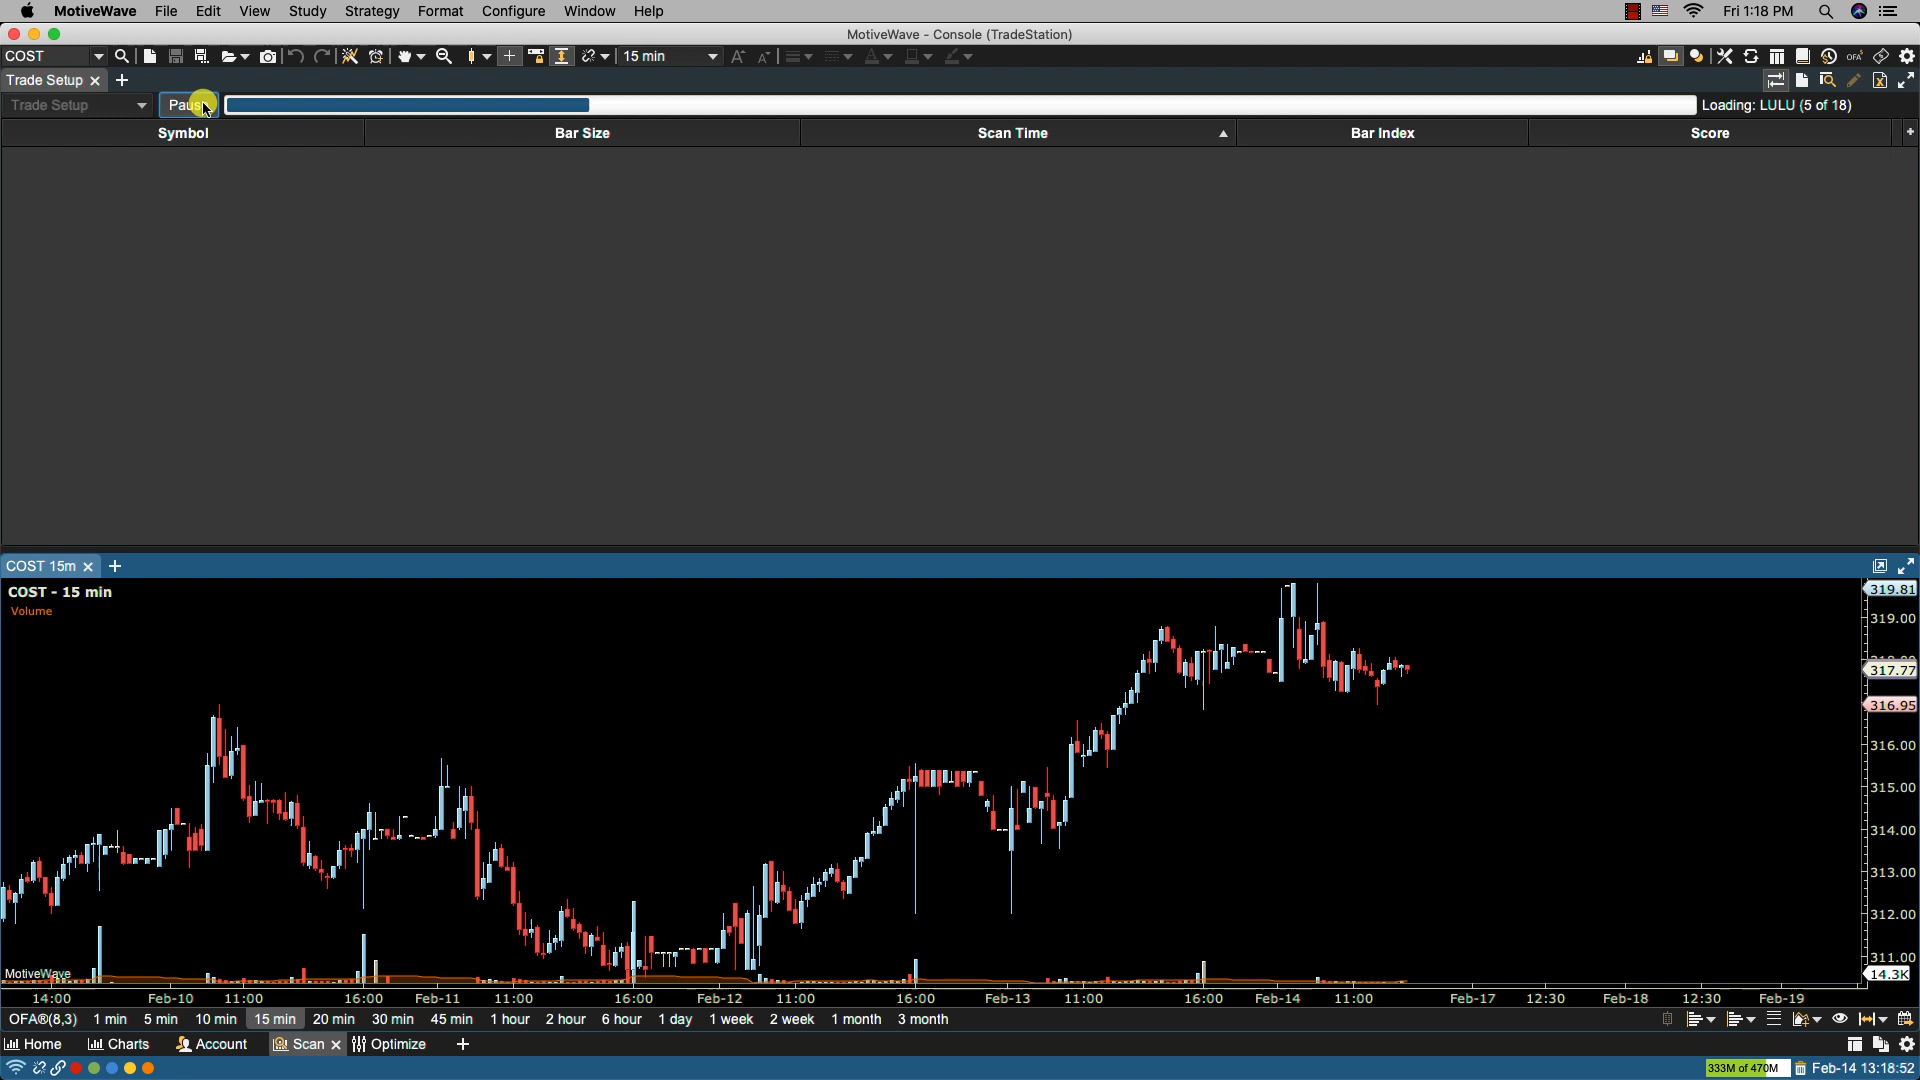 MotiveWave File Edit View Study Strategy Format Configure Window Help Fri 1:18 PM
MotiveWave - Console (TradeStation)
COST 15 min
Trade Setup
Trade Setup Loading: LULU (5 of 18)
Symbol Bar Size Scan Time Bar Index Score
COST 15m
COST - 15 min
Volume
319.81
319.00
317.77
316.95
316.00
315.00
314.00
313.00
312.00
311.00
14.3K
MotiveWave
14:00 Feb-10 11:00 16:00 Feb-11 11:00 16:00 Feb-12 11:00 16:00 Feb-13 11:00 16:00 Feb-14 11:00 Feb-17 12:30 Feb-18 12:30 Feb-19
OFA®(8,3) 1 min 5 min 10 min 15 min 20 min 30 min 45 min 1 hour 2 hour 6 hour 1 day 1 week 2 week 1 month 3 month
Home Charts Account Scan Optimize
333M of 470M Feb-14 13:18:52